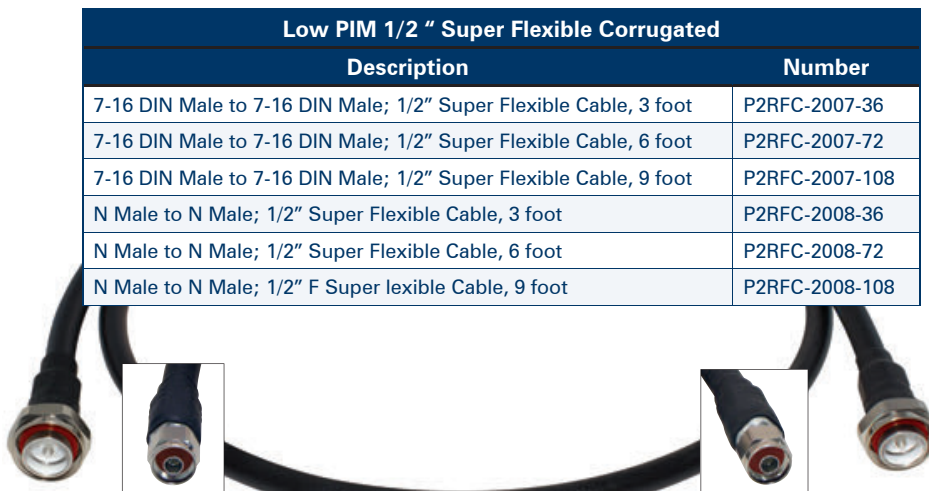 Low PIM 1/2 “ Super Flexible Corrugated
Description Number
7-16 DIN Male to 7-16 DIN Male; 1/2” Super Flexible Cable, 3 foot P2RFC-2007-36
7-16 DIN Male to 7-16 DIN Male; 1/2” Super Flexible Cable, 6 foot P2RFC-2007-72
7-16 DIN Male to 7-16 DIN Male; 1/2” Super Flexible Cable, 9 foot P2RFC-2007-108
N Male to N Male; 1/2” Super Flexible Cable, 3 foot P2RFC-2008-36
N Male to N Male; 1/2” Super Flexible Cable, 6 foot P2RFC-2008-72
N Male to N Male; 1/2” F Super lexible Cable, 9 foot P2RFC-2008-108